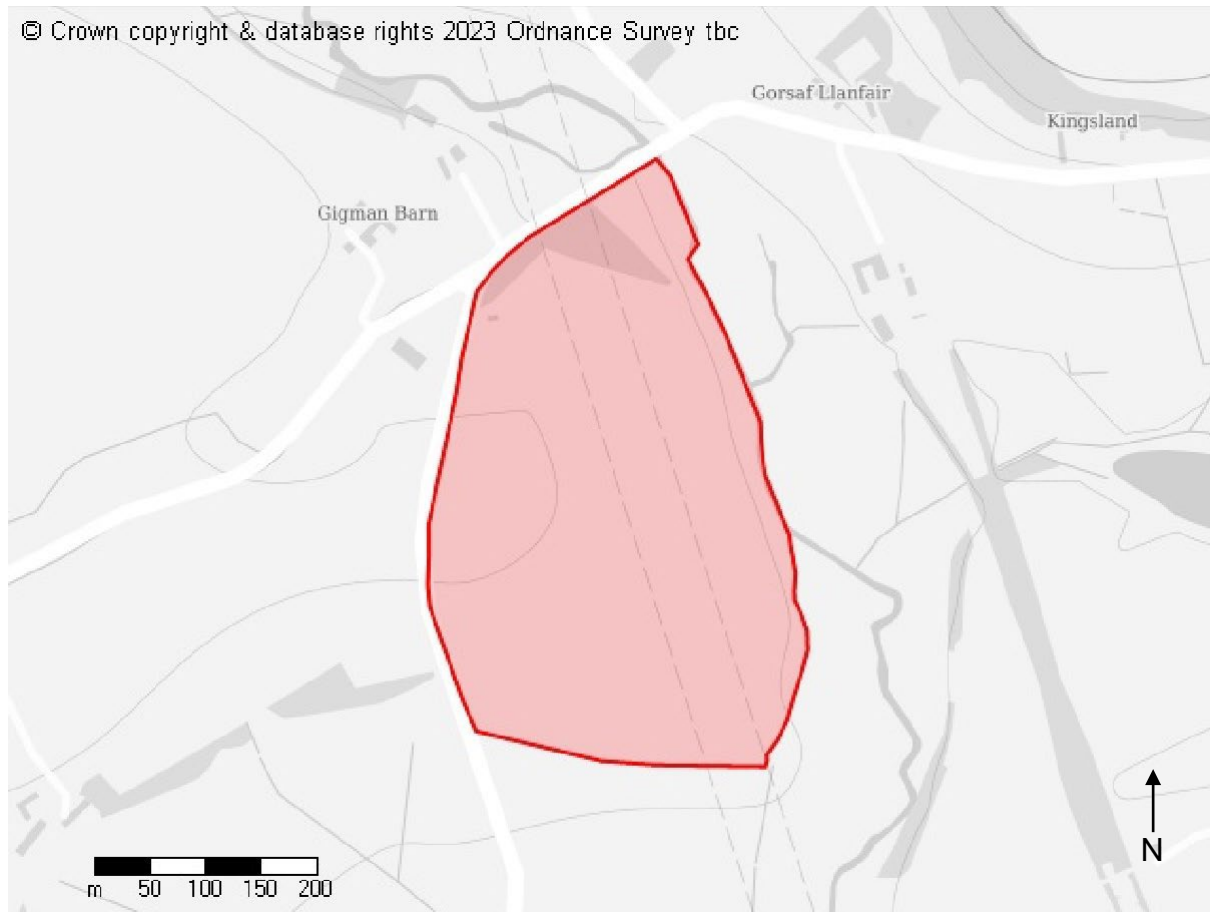 © Crown copyright & database rights 2023 Ordnance Survey tbc
Gorsaf Llanfair
Kingsland
Gigman Barn
m 50 100 150 200
N